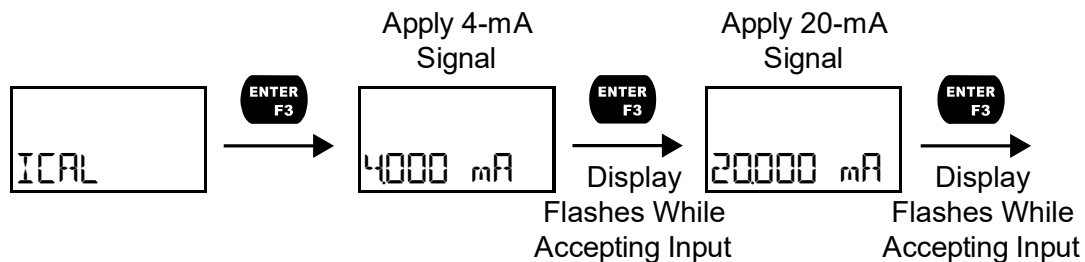 Apply 4-mA
Signal
Apply 20-mA
Signal
ENTER
F3
ENTER
F3
ENTER
F3
ICAL
4.000 mA
20.000 mA
Display
Flashes While
Accepting Input
Display
Flashes While
Accepting Input